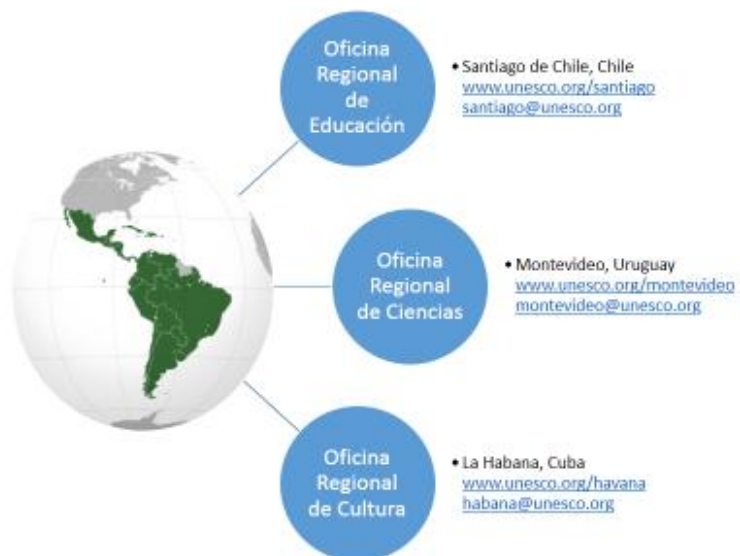 Oficina
Regional
de
Educación
• Santiago de Chile, Chile
www.unesco.org/santiago
santiago@unesco.org
Oficina
Regional
de Ciencias
• Montevideo, Uruguay
www.unesco.org/montevideo
montevideo@unesco.org
Oficina
Regional
de Cultura
• La Habana, Cuba
www.unesco.org/havana
habana@unesco.org